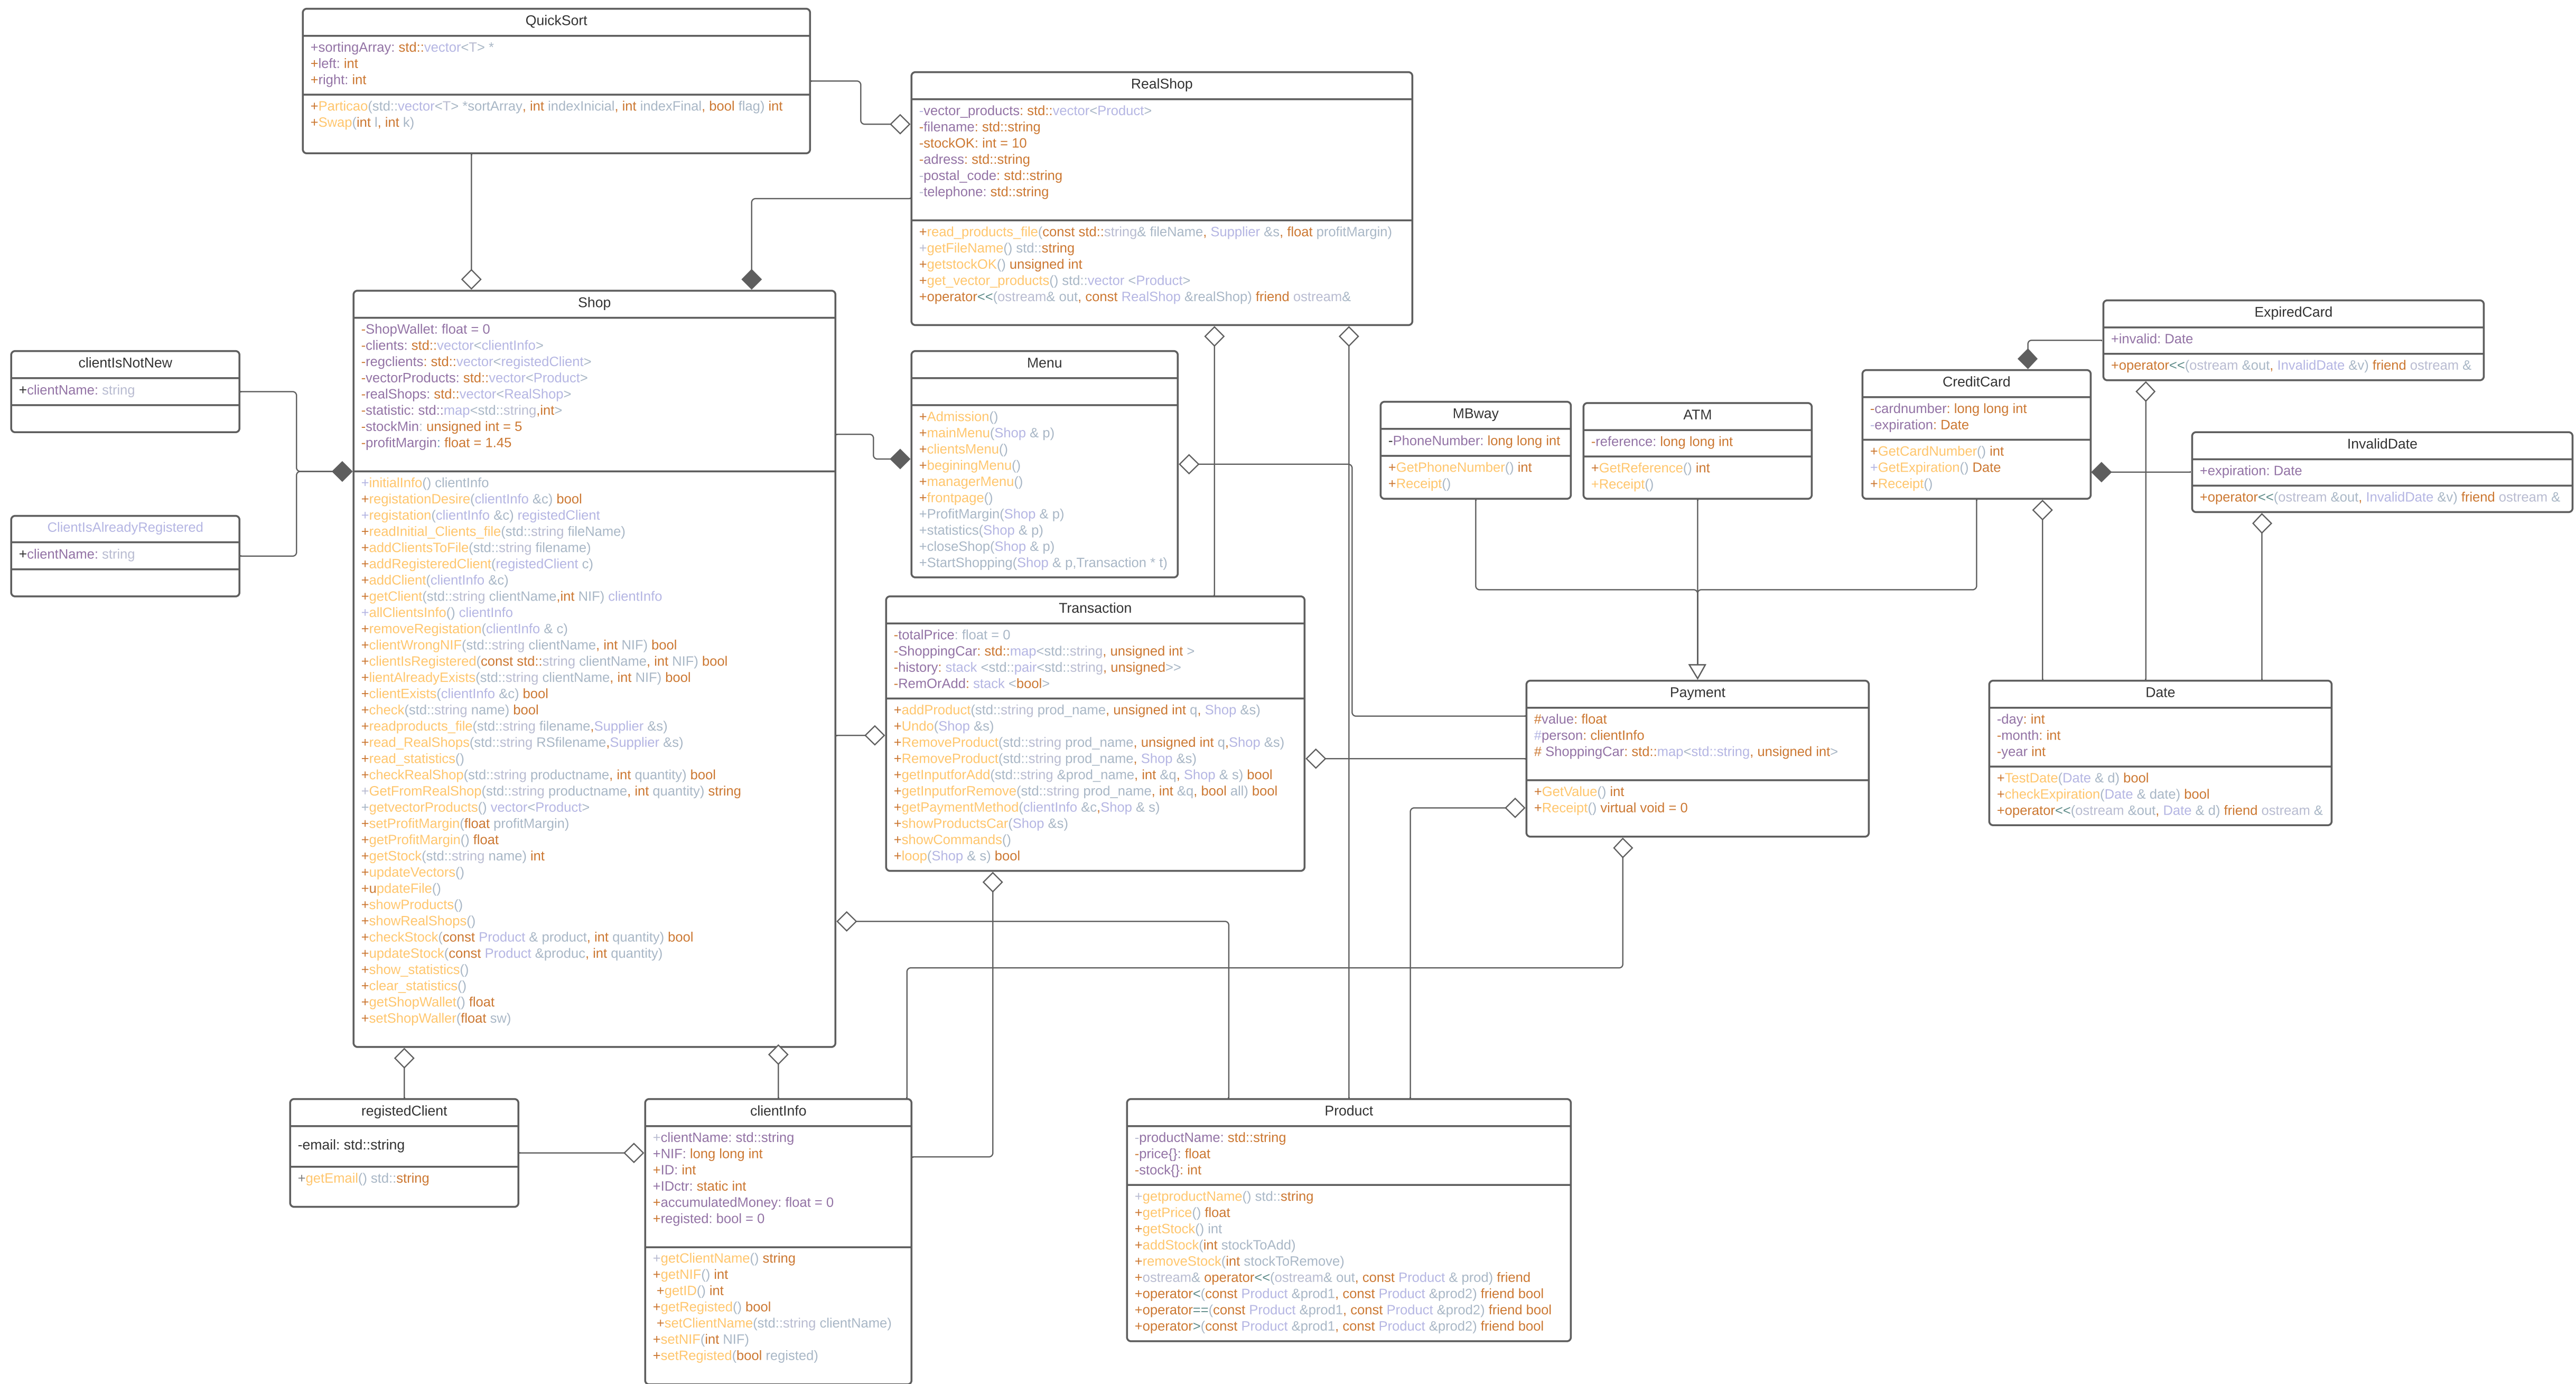 QuickSort
+sortingArray: std::vector<T> *
+left: int
+right: int
+Particao(std::vector<T> *sortArray, int indexInicial, int indexFinal, bool flag) int
+Swap(int l, int k)
RealShop
-vector_products: std::vector<Product>
-filename: std::string
-stockOK: int = 10
-adress: std::string
-postal_code: std::string
-telephone: std::string
+read_products_file(const std::string& fileName, Supplier &s, float profitMargin)
+getFileName() std::string
+getstockOK() unsigned int
+get_vector_products() std::vector <Product>
+operator<<(ostream& out, const RealShop &realShop) friend ostream&
clientIsNotNew
+clientName: string
ClientIsAlreadyRegistered
+clientName: string
Shop
-ShopWallet: float = 0
-clients: std::vector<clientInfo>
-regclients: std::vector<registedClient>
-vectorProducts: std::vector<Product>
-realShops: std::vector<RealShop>
-statistic: std::map<std::string,int>
-stockMin: unsigned int = 5
-profitMargin: float = 1.45
+initialInfo() clientInfo
+registationDesire(clientInfo &c) bool
+registation(clientInfo &c) registedClient
+readInitial_Clients_file(std::string fileName)
+addClientsToFile(std::string filename)
+addRegisteredClient(registedClient c)
+addClient(clientInfo &c)
+getClient(std::string clientName,int NIF) clientInfo
+allClientsInfo() clientInfo
+removeRegistation(clientInfo & c)
+clientWrongNIF(std::string clientName, int NIF) bool
+clientIsRegistered(const std::string clientName, int NIF) bool
+lientAlreadyExists(std::string clientName, int NIF) bool
+clientExists(clientInfo &c) bool
+check(std::string name) bool
+readproducts_file(std::string filename,Supplier &s)
+read_RealShops(std::string RSfilename,Supplier &s)
+read_statistics()
+checkRealShop(std::string productname, int quantity) bool
+GetFromRealShop(std::string productname, int quantity) string
+getvectorProducts() vector<Product>
+setProfitMargin(float profitMargin)
+getProfitMargin() float
+getStock(std::string name) int
+updateVectors()
+updateFile()
+showProducts()
+showRealShops()
+checkStock(const Product & product, int quantity) bool
+updateStock(const Product &produc, int quantity)
+show_statistics()
+clear_statistics()
+getShopWallet() float
+setShopWaller(float sw)
Menu
+Admission()
+mainMenu(Shop & p)
+clientsMenu()
+beginingMenu()
+managerMenu()
+frontpage()
+ProfitMargin(Shop & p)
+statistics(Shop & p)
+closeShop(Shop & p)
+StartShopping(Shop & p,Transaction * t)
MBway
-PhoneNumber: long long int
+GetPhoneNumber() int
+Receipt()
ATM
-reference: long long int
+GetReference() int
+Receipt()
CreditCard
-cardnumber: long long int
-expiration: Date
+GetCardNumber() int
+GetExpiration() Date
+Receipt()
ExpiredCard
+invalid: Date
+operator<<(ostream &out, InvalidDate &v) friend ostream &
InvalidDate
+expiration: Date
+operator<<(ostream &out, InvalidDate &v) friend ostream &
Transaction
-totalPrice: float = 0
-ShoppingCar: std::map<std::string, unsigned int >
-history: stack <std::pair<std::string, unsigned>>
-RemOrAdd: stack <bool>
+addProduct(std::string prod_name, unsigned int q, Shop &s)
+Undo(Shop &s)
+RemoveProduct(std::string prod_name, unsigned int q,Shop &s)
+RemoveProduct(std::string prod_name, Shop &s)
+getInputforAdd(std::string &prod_name, int &q, Shop & s) bool
+getInputforRemove(std::string prod_name, int &q, bool all) bool
+getPaymentMethod(clientInfo &c,Shop & s)
+showProductsCar(Shop &s)
+showCommands()
+loop(Shop & s) bool
Payment
#value: float
#person: clientInfo
# ShoppingCar: std::map<std::string, unsigned int>
+GetValue() int
+Receipt() virtual void = 0
Date
-day: int
-month: int
-year int
+TestDate(Date & d) bool
+checkExpiration(Date & date) bool
+operator<<(ostream &out, Date & d) friend ostream &
registedClient
-email: std::string
+getEmail() std::string
clientInfo
+clientName: std::string
+NIF: long long int
+ID: int
+IDctr: static int
+accumulatedMoney: float = 0
+registed: bool = 0
+getClientName() string
+getNIF() int
+getID() int
+getRegisted() bool
+setClientName(std::string clientName)
+setNIF(int NIF)
+setRegisted(bool registed)
Product
-productName: std::string
-price{}: float
-stock{}: int
+getproductName() std::string
+getPrice() float
+getStock() int
+addStock(int stockToAdd)
+removeStock(int stockToRemove)
+ostream& operator<<(ostream& out, const Product & prod) friend
+operator<(const Product &prod1, const Product &prod2) friend bool
+operator==(const Product &prod1, const Product &prod2) friend bool
+operator>(const Product &prod1, const Product &prod2) friend bool